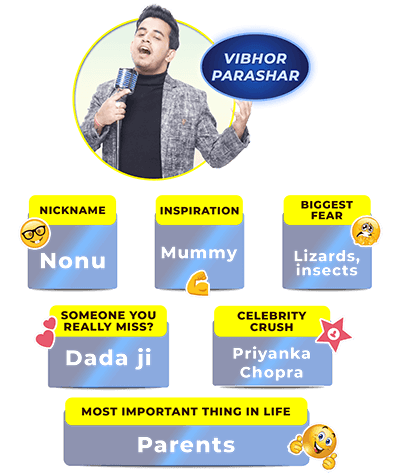 VIBHOR
PARASHAR
NICKNAME
Nonu
INSPIRATION
Mummy
BIGGEST
FEAR
Lizards,
insects
SOMEONE YOU
REALLY MISS?
Dada ji
CELEBRITY
CRUSH
Priyanka
Chopra
MOST IMPORTANT THING IN LIFE
Parents